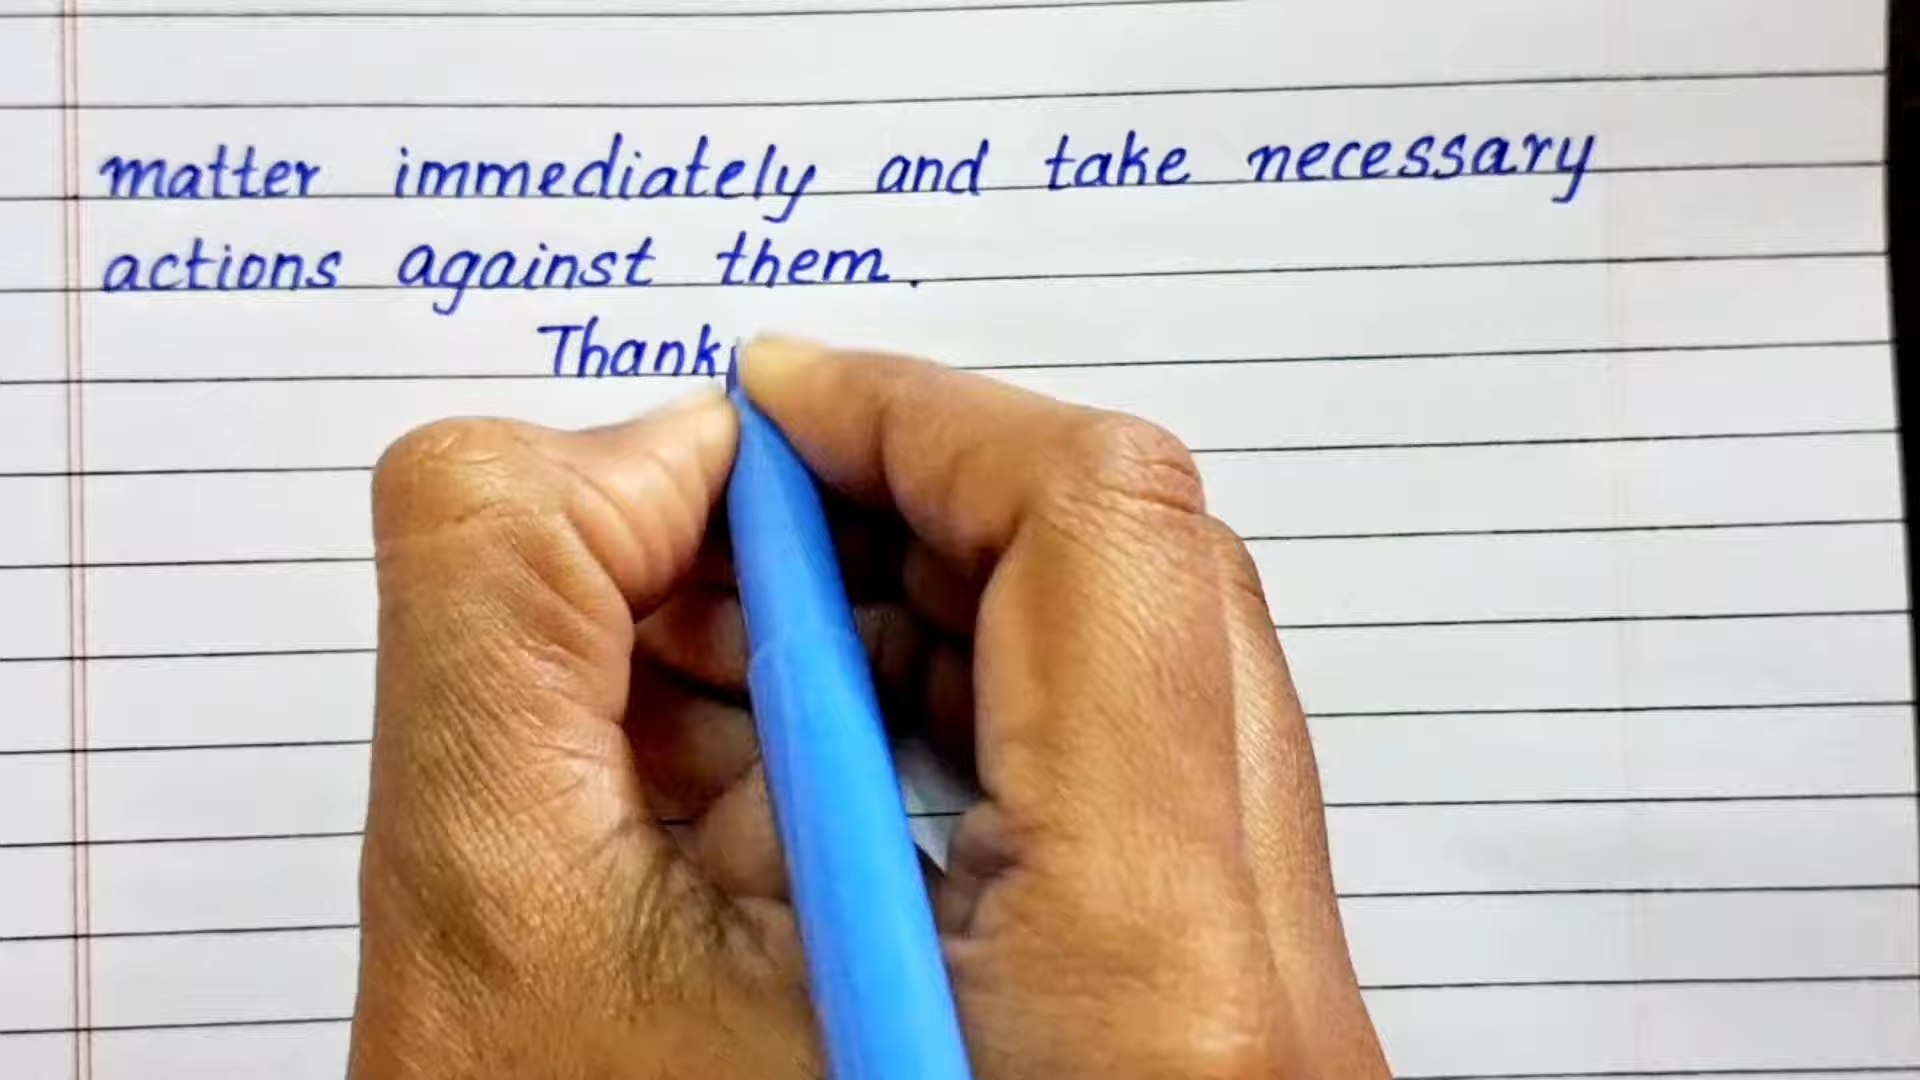 matter immediately and take necessary
actions against them.
Thank